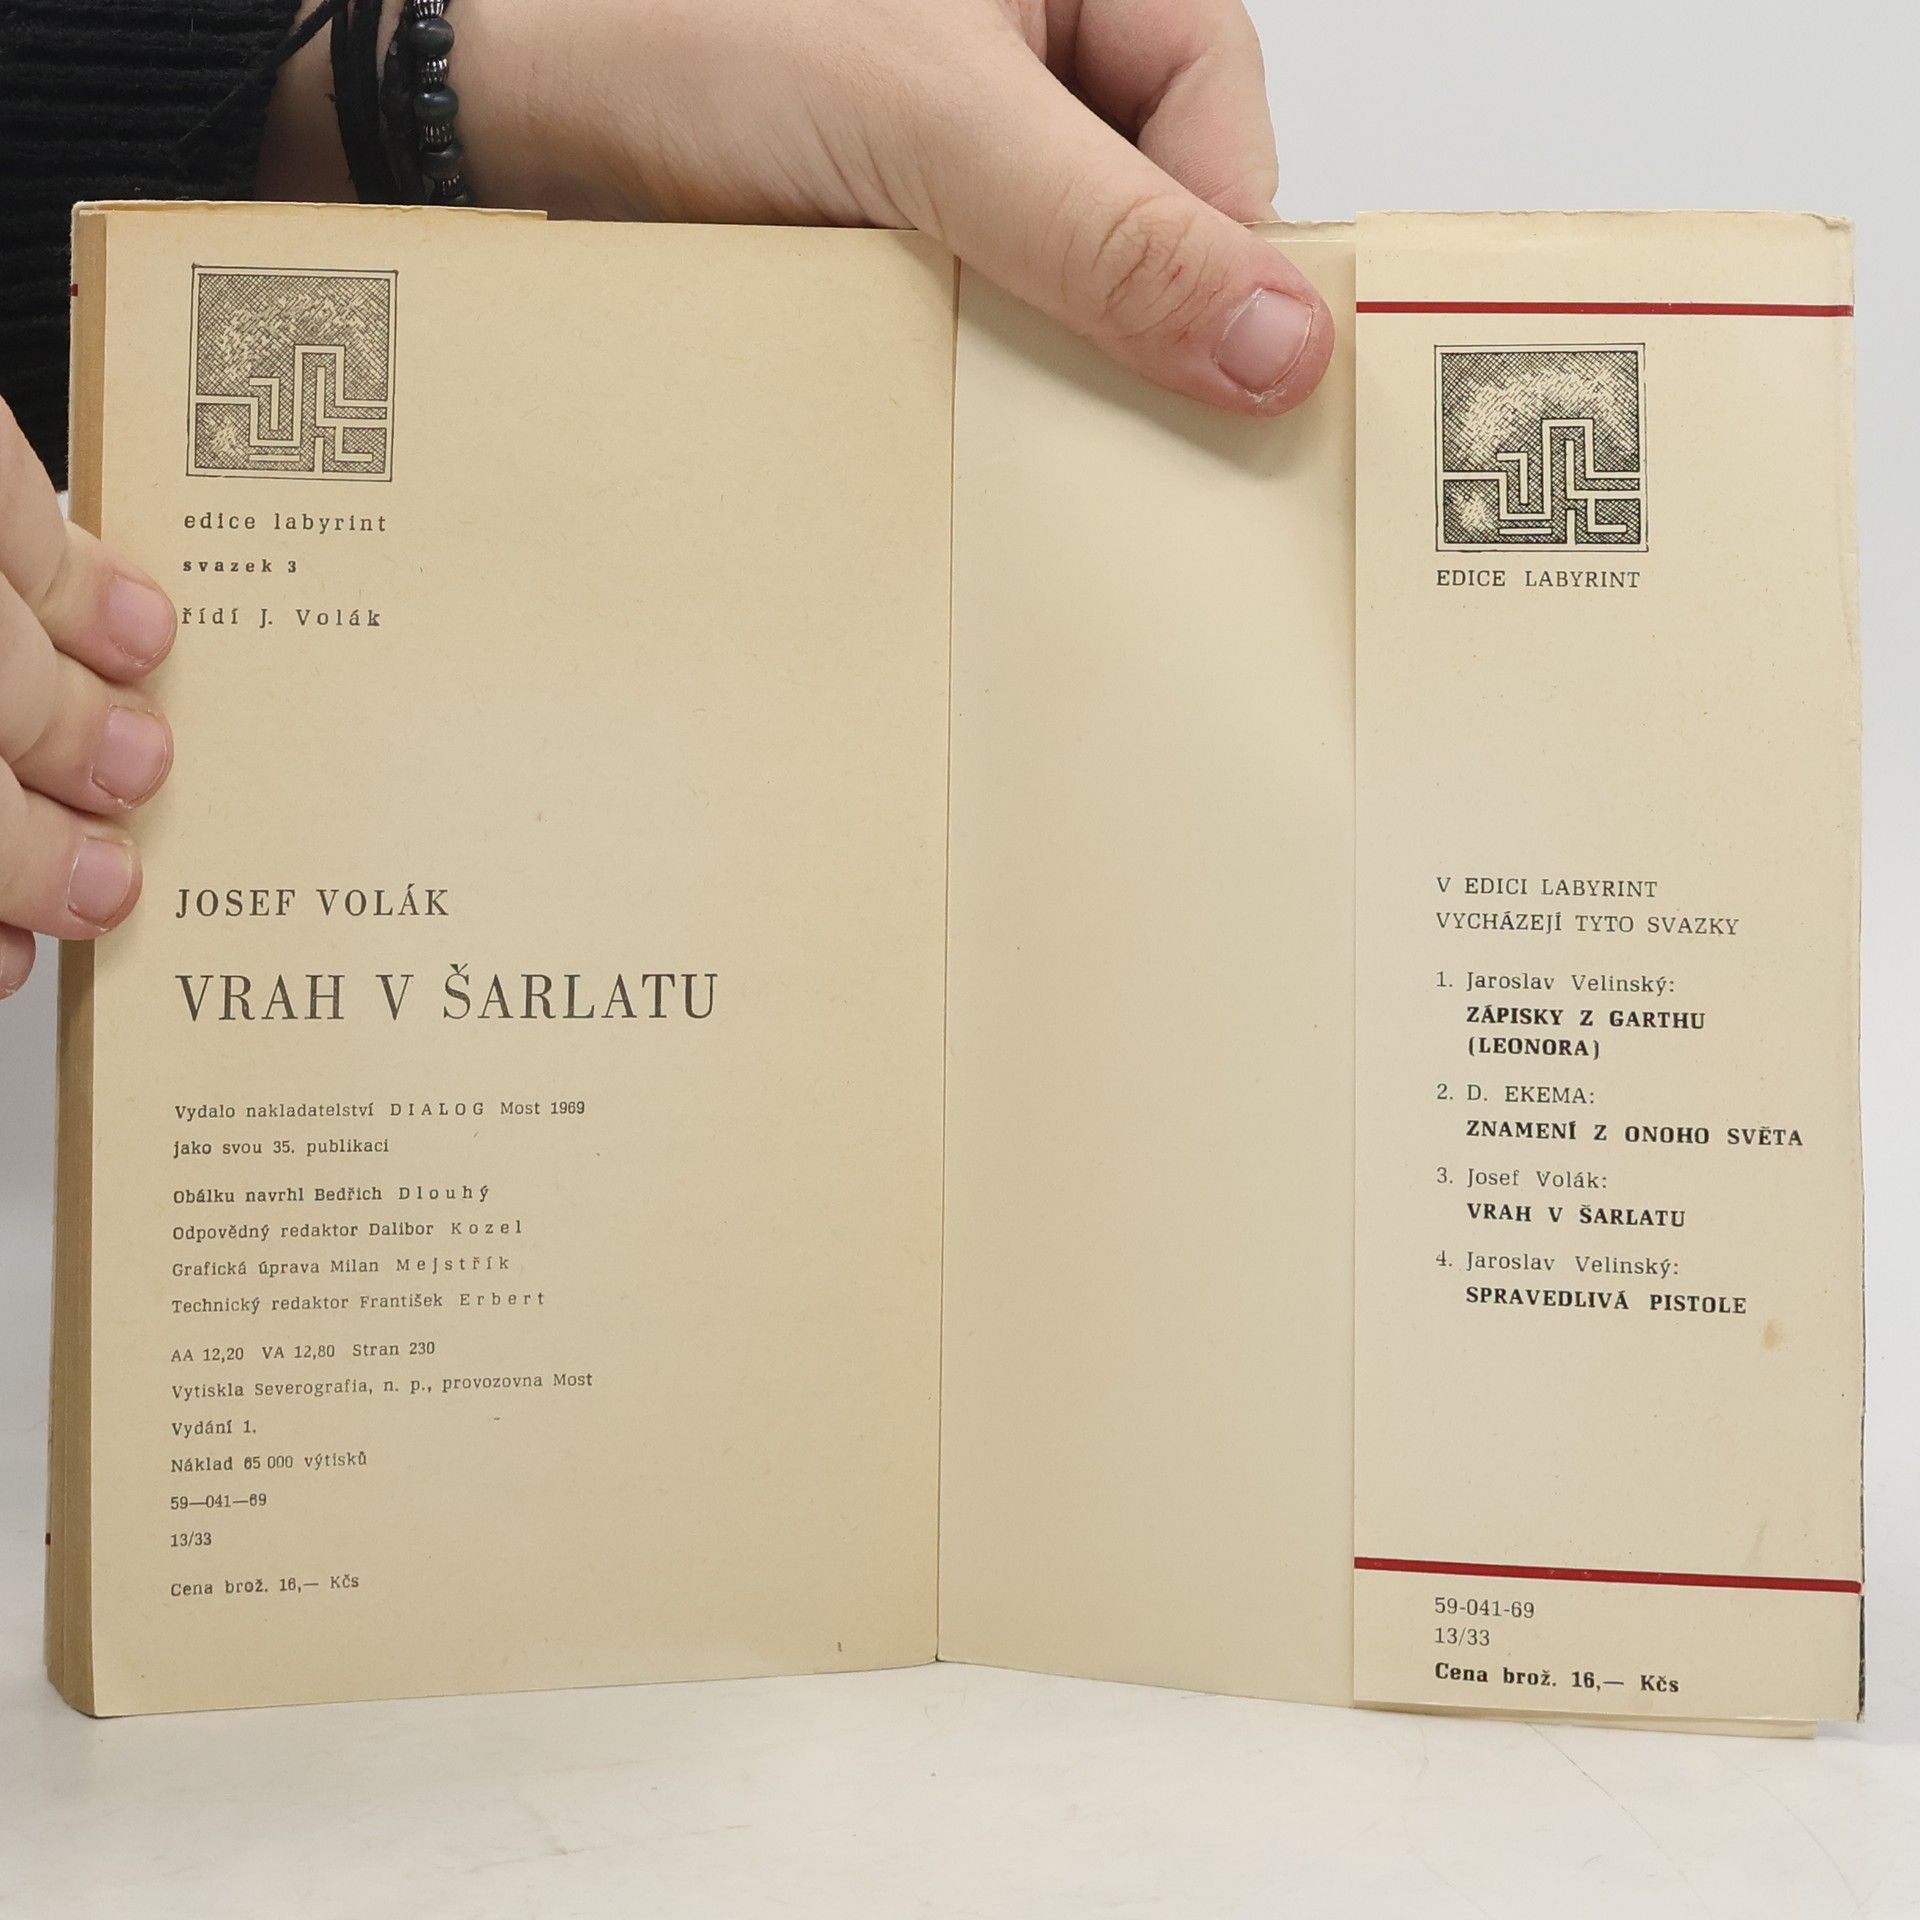 edice labyrint
svazek 3
řídí J. Volák
JOSEF VOLÁK
VRAH V ŠARLATU
Vydalo nakladatelství DIALOG Most 1969
jako svou 35. publikaci
Obálku navrhl Bedřich Dlouhý
Odpovědný redaktor Dalibor Kozel
Grafická úprava Milan Mejstřík
Technický redaktor František Erbert
AA 12,20 VA 12,80 Stran 230
Vytiskla Severografia, n. p., provozovna Most
Vydání 1.
Náklad 65 000 výtisků
59—041—69
13/33
Cena brož. 16,— Kčs
EDICE LABYRINT
V EDICI LABYRINT
VYCHÁZEJÍ TYTO SVAZKY
1. Jaroslav Velinský:
ZÁPISKY Z GARTHU
(LEONORA)
2. D. EKEMA:
ZNAMENÍ Z ONOHO SVĚTA
3. Josef Volák:
VRAH V ŠARLATU
4. Jaroslav Velinský:
SPRAVEDLIVÁ PISTOLE
59-041-69
13/33
Cena brož. 16,— Kčs